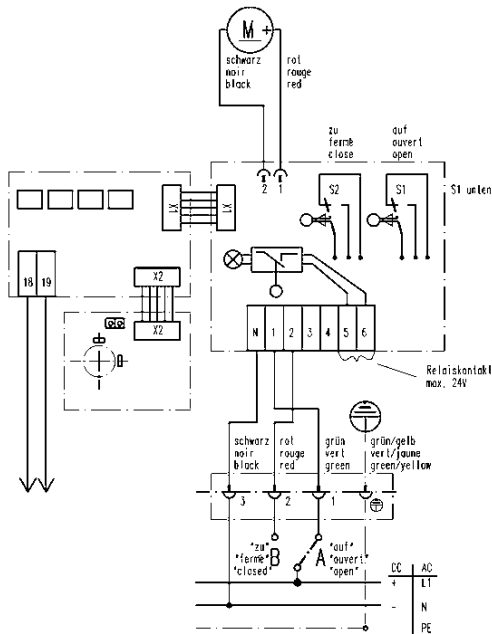 M +
schwarz
noir
black
rot
rouge
red
zu
fermé
close
auf
ouvert
open
2 1
S2
S1
S1 unten
X1
X1
18 19
X2
X2
N 1 2 3 4 5 6
Relaiskontakt
max. 24V
schwarz
noir
black
rot
rouge
red
grün
vert
green
grün/gelb
vert/jaune
green/yellow
3 2 1
"zu"
"fermé"
"closed"
B
A
"auf"
"ouvert"
"open"
CC AC
+ L1
- N
PE